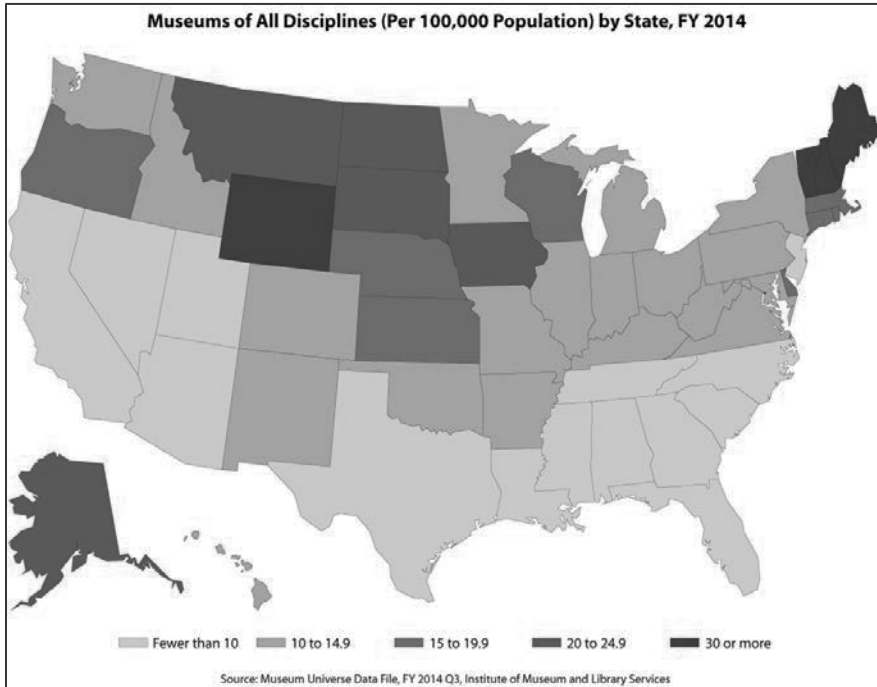 Museums of All Disciplines (Per 100,000 Population) by State, FY 2014
Fewer than 10 10 to 14.9 15 to 19.9 20 to 24.9 30 or more
Source: Museum Universe Data File, FY 2014 Q3, Institute of Museum and Library Services